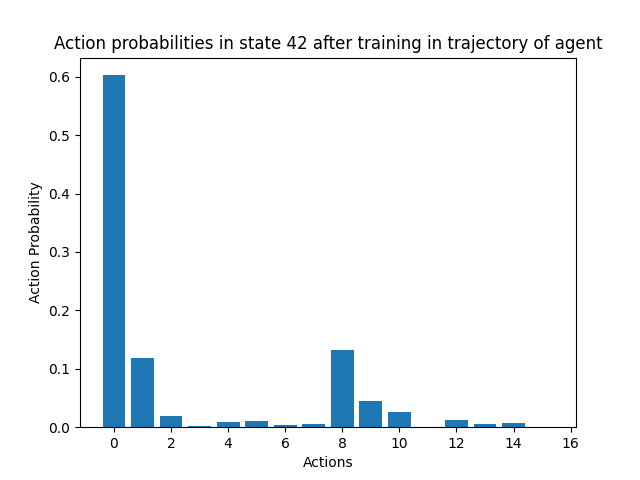 Action probabilities in state 42 after training in trajectory of agent
0.6
0.5
0.4
0.3
0.2
0.1
0.0
Action Probability
0 2 4 6 8 10 12 14 16
Actions